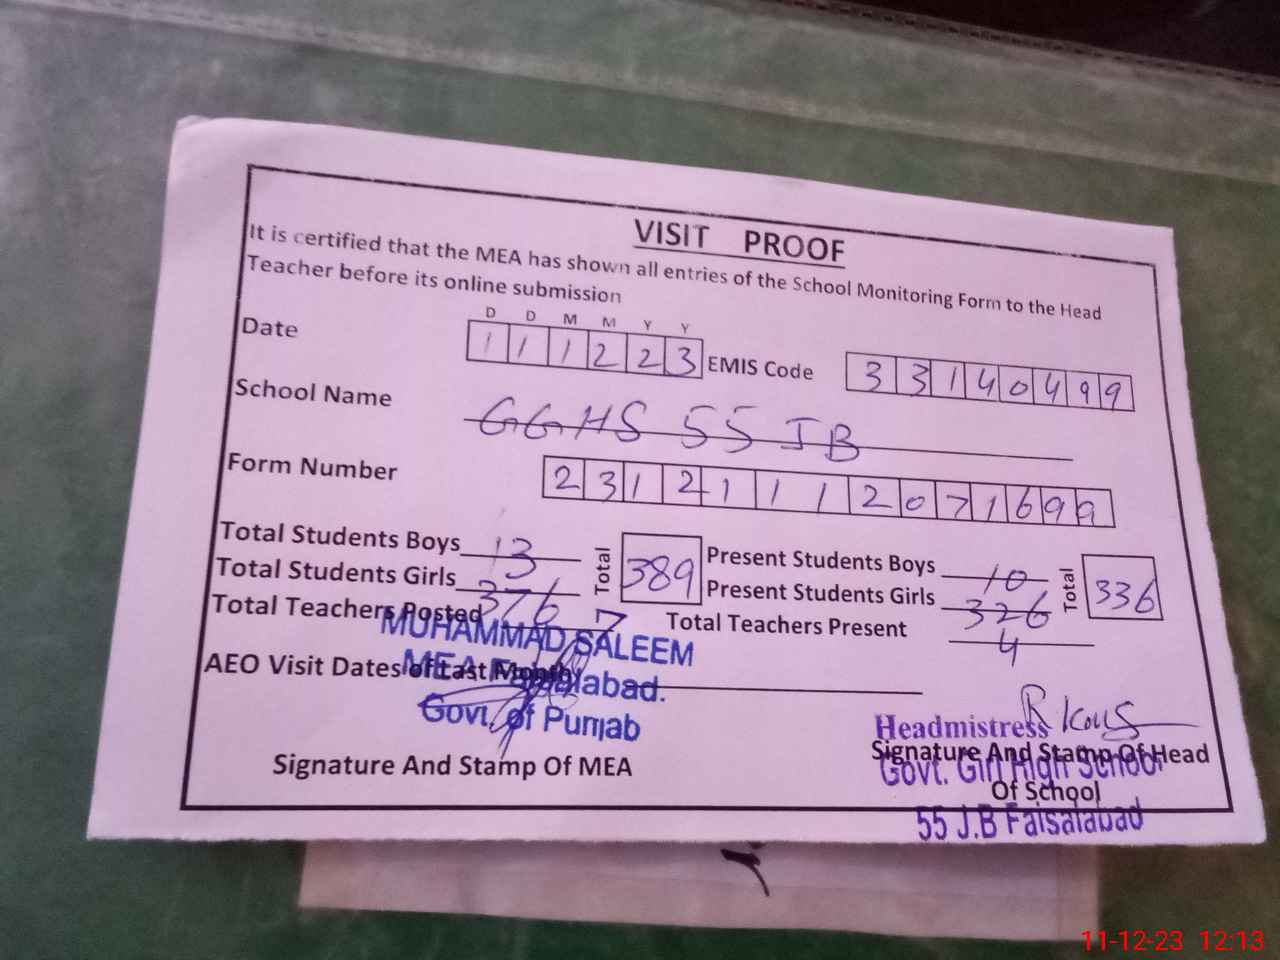 VISIT PROOF
It is certified that the MEA has shown all entries of the School Monitoring Form to the Head
Teacher before its online submission
D D M M Y Y
Date 1 1 1 2 2 3 EMIS Code 3 3 1 4 0 4 9 9
School Name GGHS 55 JB
Form Number 2 3 1 2 1 1 1 2 0 7 1 6 9 9
Total Students Boys 13 Total 389 Present Students Boys 10 Total 336
Total Students Girls 376 Present Students Girls 326
Total Teachers Posted 7 Total Teachers Present 4
MUHAMMAD SALEEM
AEO Visit Dates of Last Month
MEA Faisalabad.
Govt. of Punjab
Headmistress
Signature And Stamp Of MEA
Signature And Stamp Of Head
Of School
Govt. Girl High School
55 J.B Faisalabad
11-12-23 12:13